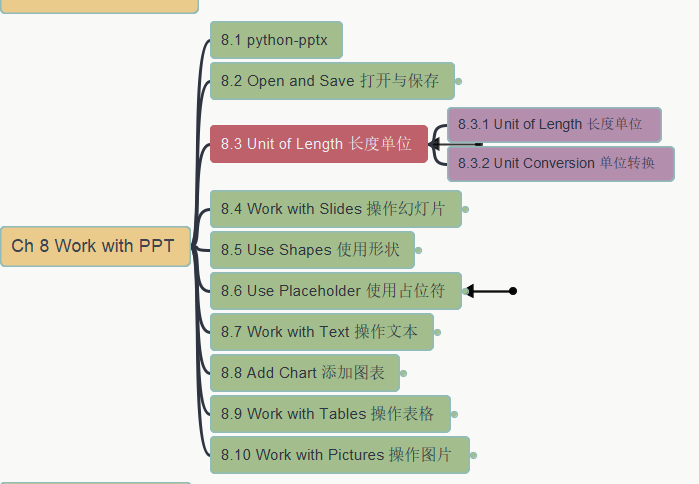 8.1 python-pptx
8.2 Open and Save 打开与保存
8.3 Unit of Length 长度单位
8.3.1 Unit of Length 长度单位
8.3.2 Unit Conversion 单位转换
Ch 8 Work with PPT
8.4 Work with Slides 操作幻灯片
8.5 Use Shapes 使用形状
8.6 Use Placeholder 使用占位符
8.7 Work with Text 操作文本
8.8 Add Chart 添加图表
8.9 Work with Tables 操作表格
8.10 Work with Pictures 操作图片